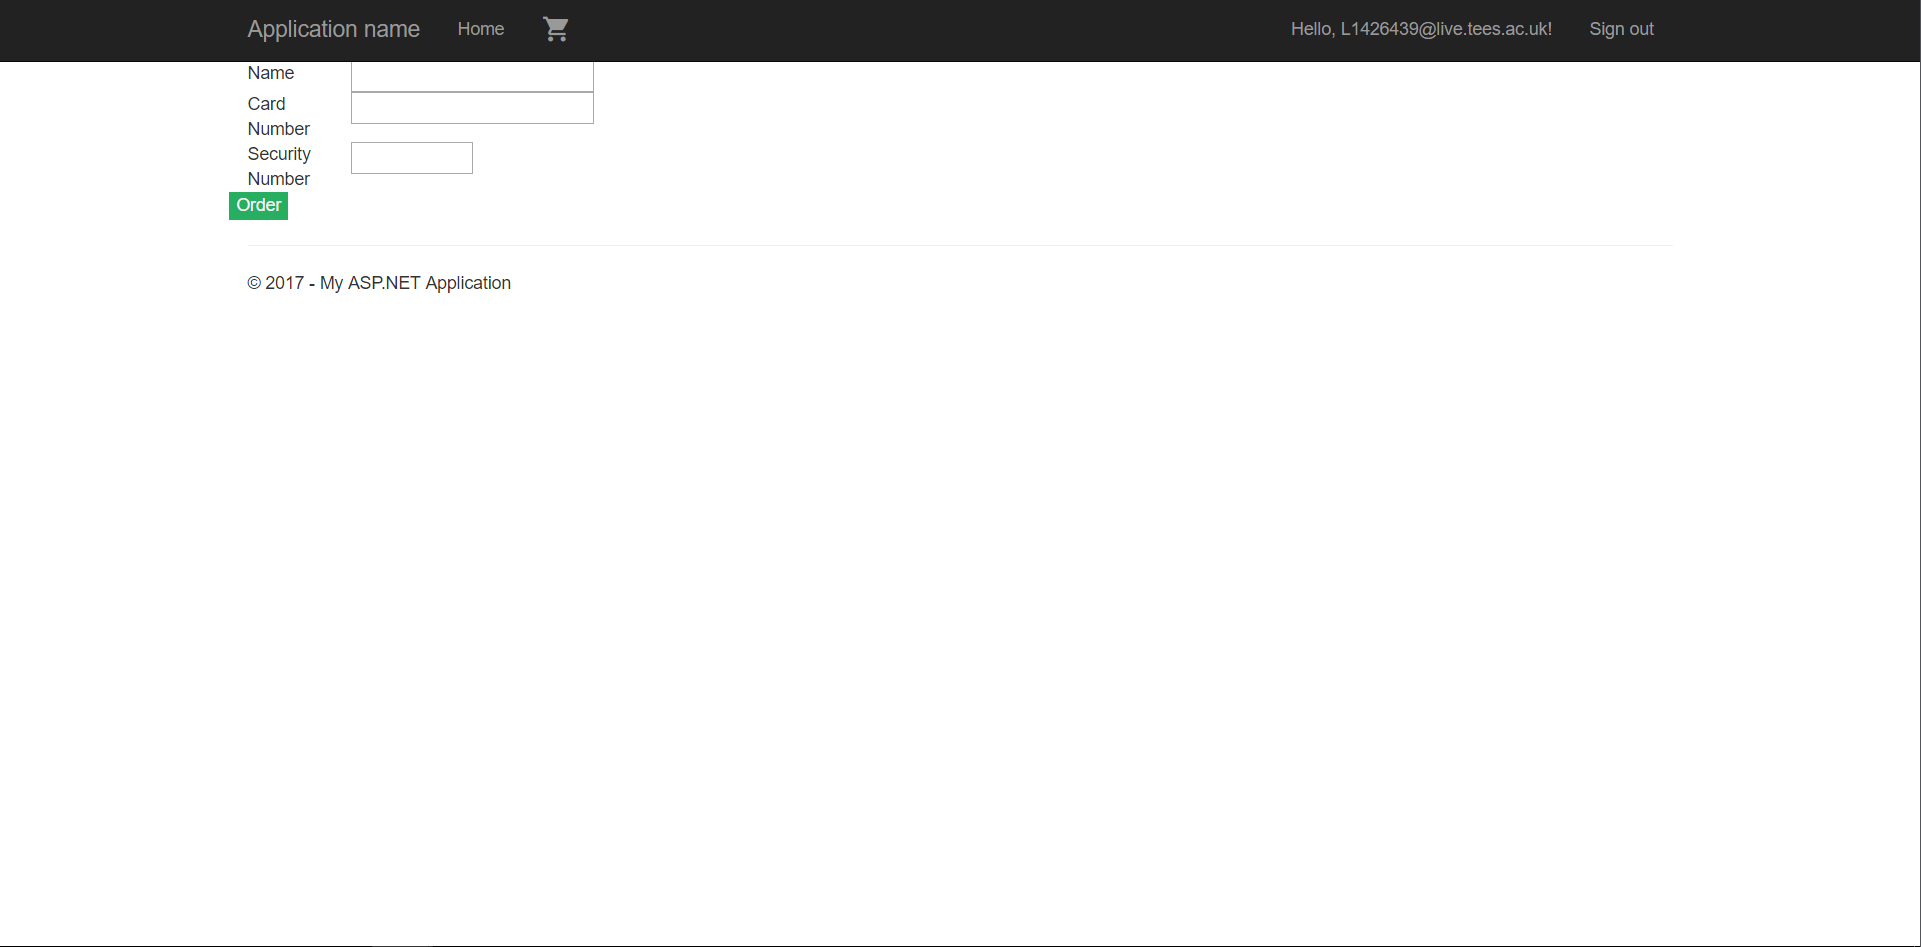 Application name Home Hello, L1426439@live.tees.ac.uk! Sign out
Name
Card
Number
Security
Number
Order
© 2017 - My ASP.NET Application